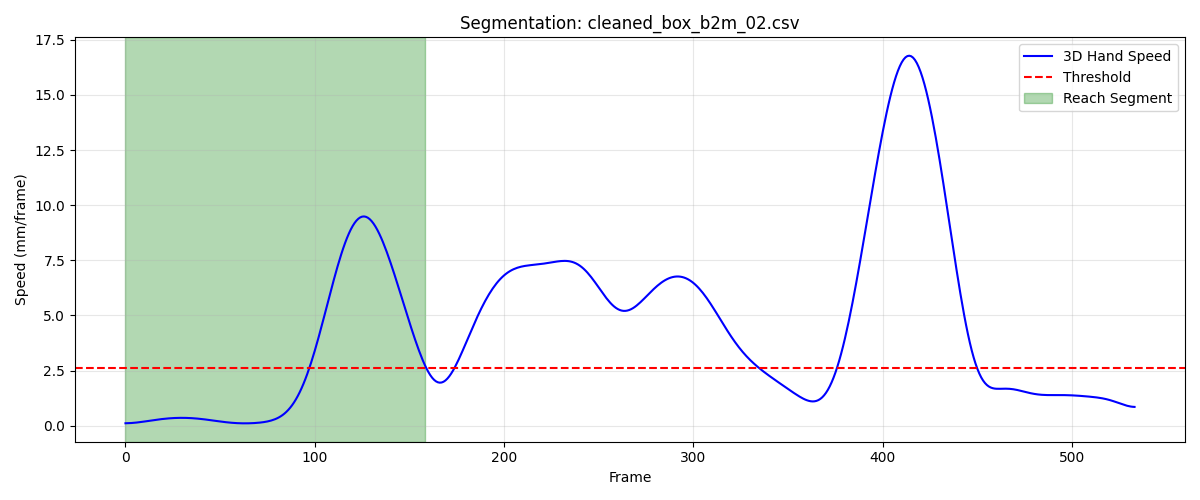 Segmentation: cleaned_box_b2m_02.csv
3D Hand Speed
Threshold
Reach Segment
Speed (mm/frame)
17.5
15.0
12.5
10.0
7.5
5.0
2.5
0.0
0 100 200 300 400 500
Frame